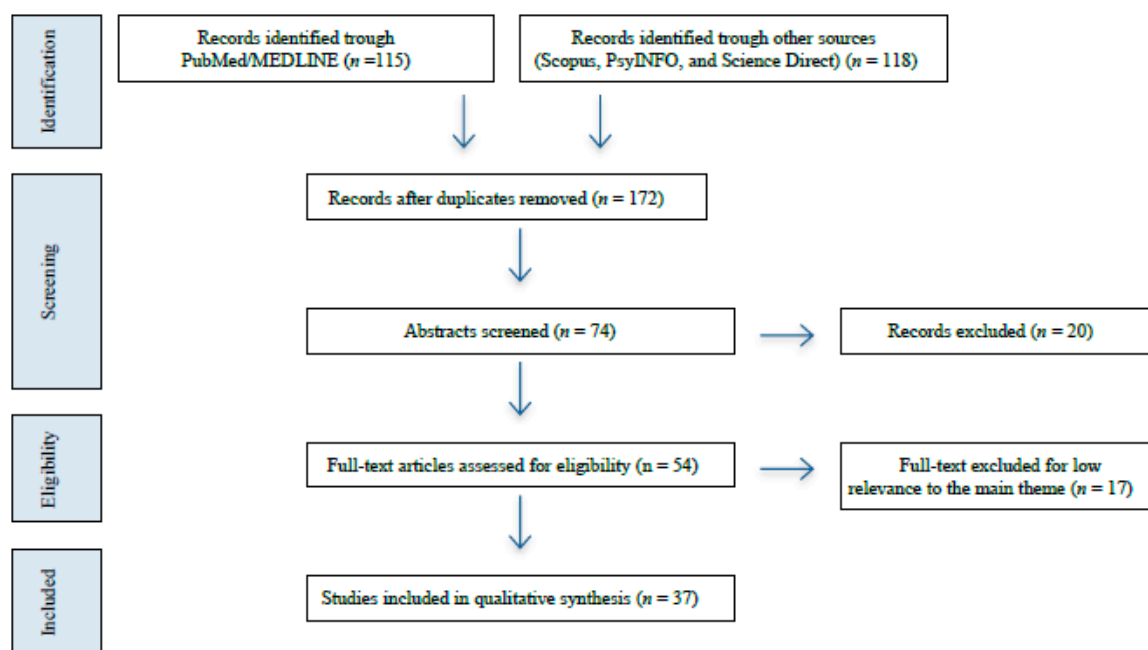 Identification
Records identified trough
PubMed/MEDLINE (n =115)
Records identified trough other sources
(Scopus, PsyINFO, and Science Direct) (n = 118)
Screening
Records after duplicates removed (n = 172)
Abstracts screened (n = 74)
Records excluded (n = 20)
Eligibility
Full-text articles assessed for eligibility (n = 54)
Full-text excluded for low
relevance to the main theme (n = 17)
Included
Studies included in qualitative synthesis (n = 37)